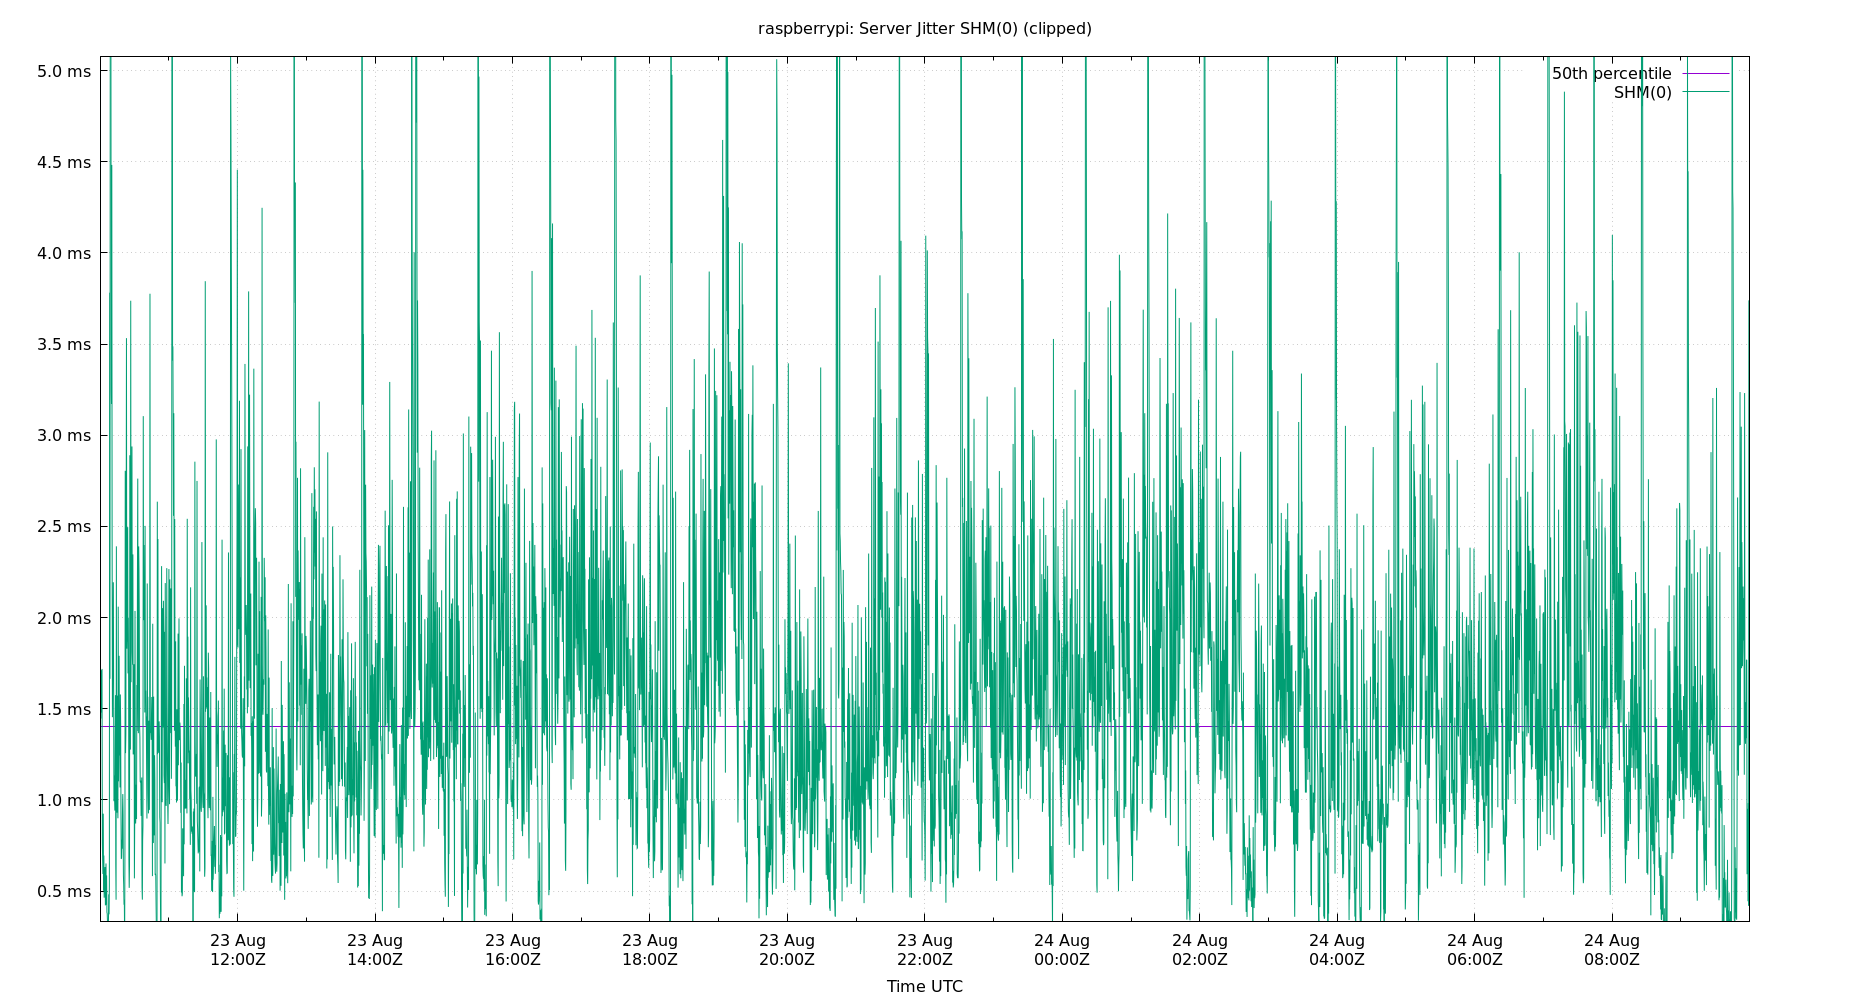 raspberrypi: Server Jitter SHM(0) (clipped)
5.0 ms
50th percentile
SHM(0)
4.5 ms
4.0 ms
3.5 ms
3.0 ms
2.5 ms
2.0 ms
1.5 ms
1.0 ms
0.5 ms
23 Aug 23 Aug 23 Aug 23 Aug 23 Aug 23 Aug 24 Aug 24 Aug 24 Aug 24 Aug 24 Aug
12:00Z 14:00Z 16:00Z 18:00Z 20:00Z 22:00Z 00:00Z 02:00Z 04:00Z 06:00Z 08:00Z
Time UTC